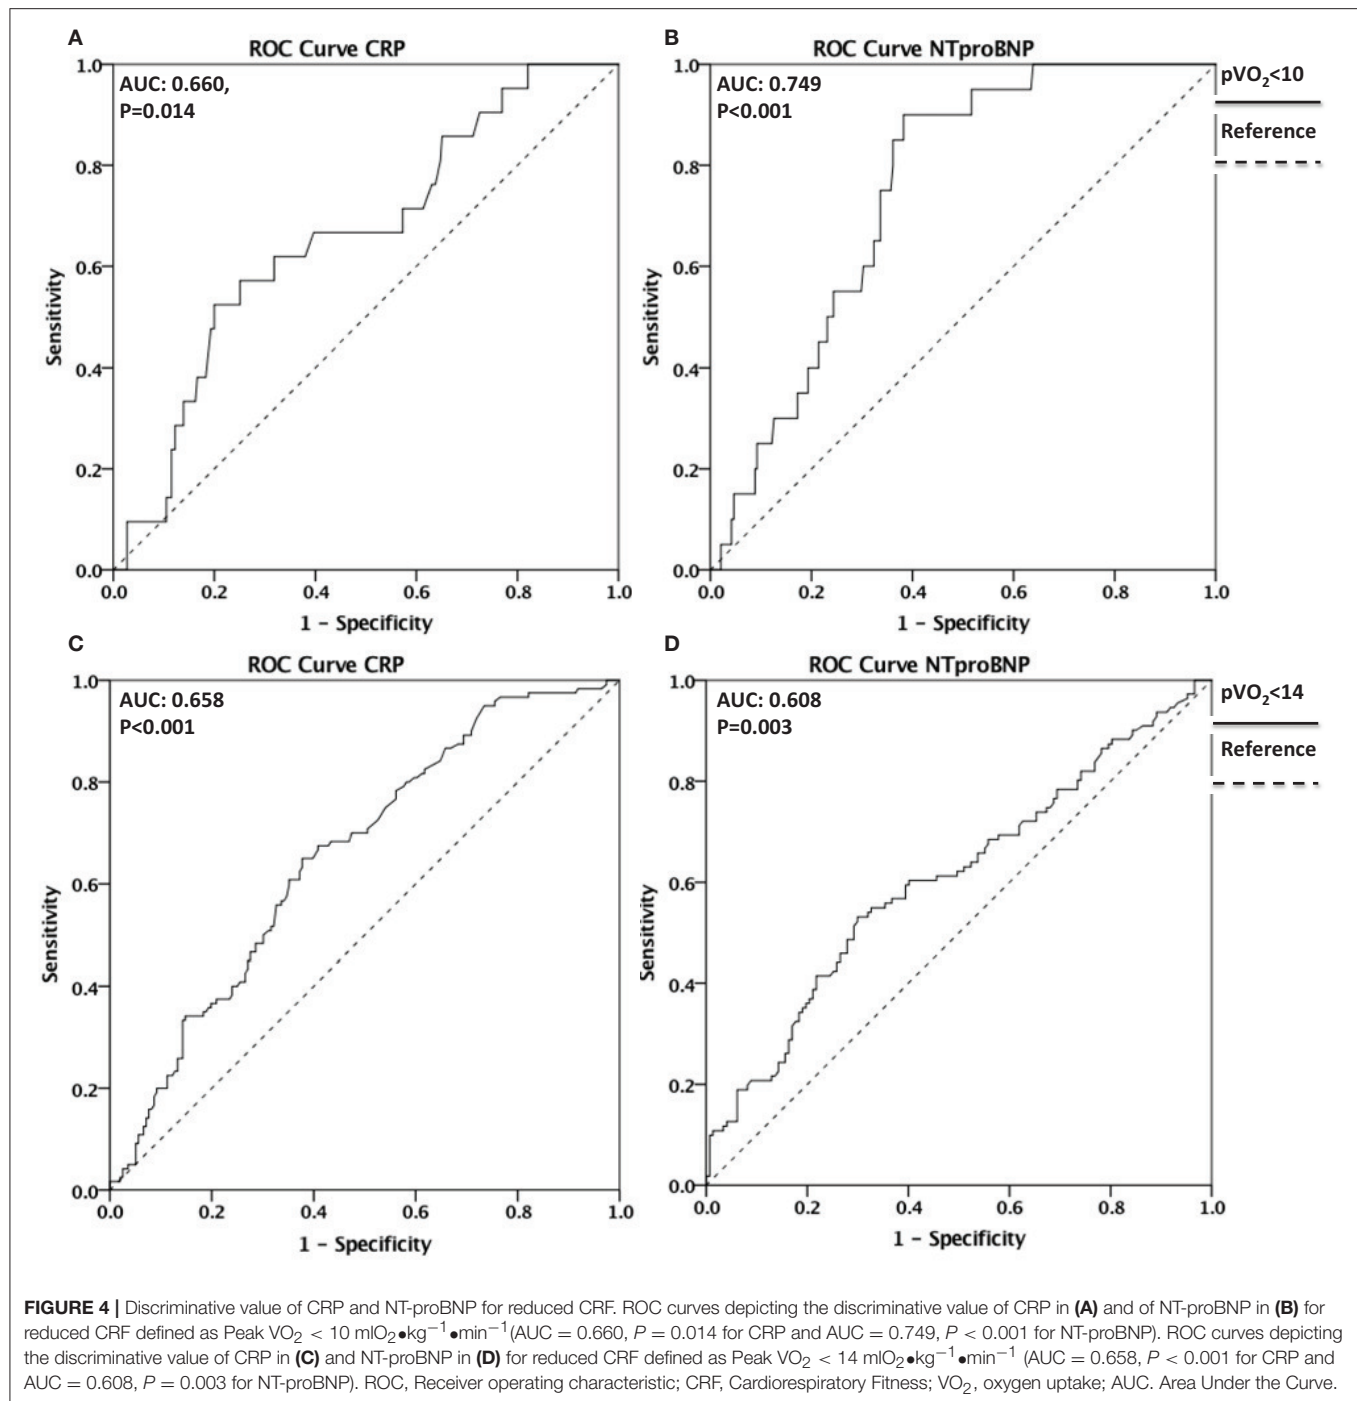 A
ROC Curve CRP
AUC: 0.660,
P=0.014
1.0
0.8
0.6
0.4
0.2
0.0
Sensitivity
0.0 0.2 0.4 0.6 0.8 1.0
1 – Specificity
B
ROC Curve NTproBNP
AUC: 0.749
P<0.001
1.0
0.8
0.6
0.4
0.2
0.0
Sensitivity
0.0 0.2 0.4 0.6 0.8 1.0
1 – Specificity
pVO₂<10
Reference
C
ROC Curve CRP
AUC: 0.658
P<0.001
1.0
0.8
0.6
0.4
0.2
0.0
Sensitivity
0.0 0.2 0.4 0.6 0.8 1.0
1 – Specificity
D
ROC Curve NTproBNP
AUC: 0.608
P=0.003
1.0
0.8
0.6
0.4
0.2
0.0
Sensitivity
0.0 0.2 0.4 0.6 0.8 1.0
1 – Specificity
pVO₂<14
Reference
FIGURE 4 | Discriminative value of CRP and NT-proBNP for reduced CRF. ROC curves depicting the discriminative value of CRP in (A) and of NT-proBNP in (B) for
reduced CRF defined as Peak VO₂ < 10 mlO₂•kg⁻¹•min⁻¹(AUC = 0.660, P = 0.014 for CRP and AUC = 0.749, P < 0.001 for NT-proBNP). ROC curves depicting
the discriminative value of CRP in (C) and NT-proBNP in (D) for reduced CRF defined as Peak VO₂ < 14 mlO₂•kg⁻¹•min⁻¹ (AUC = 0.658, P < 0.001 for CRP and
AUC = 0.608, P = 0.003 for NT-proBNP). ROC, Receiver operating characteristic; CRF, Cardiorespiratory Fitness; VO₂, oxygen uptake; AUC. Area Under the Curve.